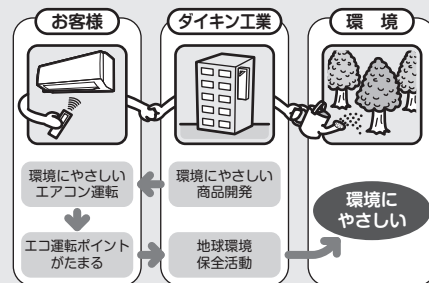 お客様
ダイキン工業
環 境
環境にやさしい
エアコン運転
環境にやさしい
商品開発
エコ運転ポイント
がたまる
地球環境
保全活動
環境に
やさしい